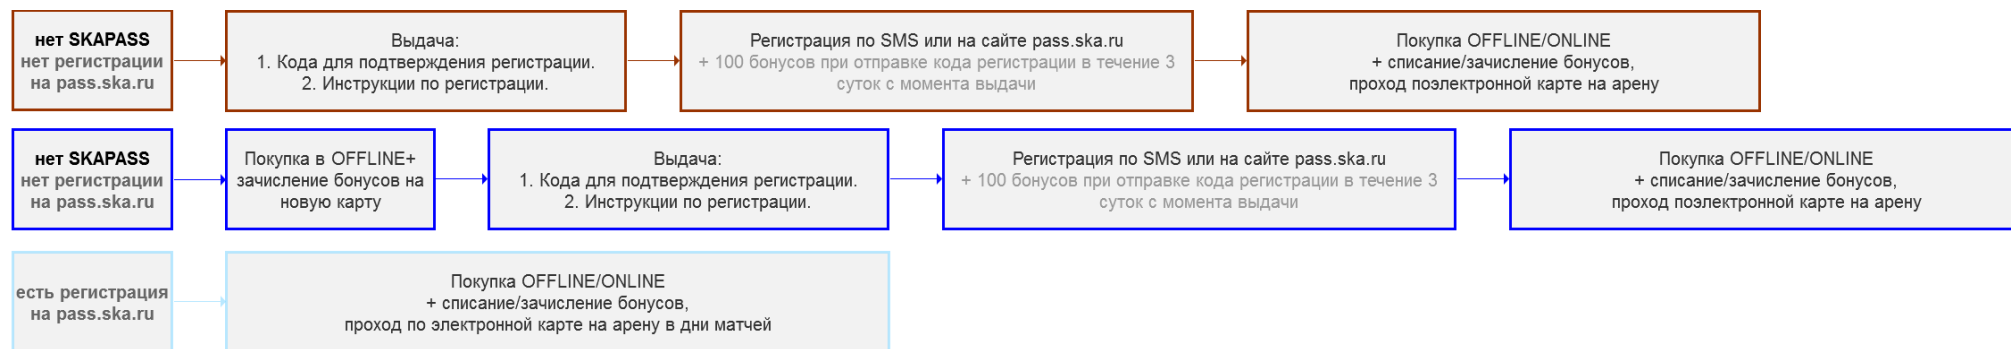 нет SKAPASS
нет регистрации
на pass.ska.ru
Выдача:
1. Кода для подтверждения регистрации.
2. Инструкции по регистрации.
Регистрация по SMS или на сайте pass.ska.ru
+ 100 бонусов при отправке кода регистрации в течение 3
суток с момента выдачи
Покупка OFFLINE/ONLINE
+ списание/зачисление бонусов,
проход поэлектронной карте на арену
нет SKAPASS
нет регистрации
на pass.ska.ru
Покупка в OFFLINE+
зачисление бонусов на
новую карту
Выдача:
1. Кода для подтверждения регистрации.
2. Инструкции по регистрации.
Регистрация по SMS или на сайте pass.ska.ru
+ 100 бонусов при отправке кода регистрации в течение 3
суток с момента выдачи
Покупка OFFLINE/ONLINE
+ списание/зачисление бонусов,
проход поэлектронной карте на арену
есть регистрация
на pass.ska.ru
Покупка OFFLINE/ONLINE
+ списание/зачисление бонусов,
проход по электронной карте на арену в дни матчей